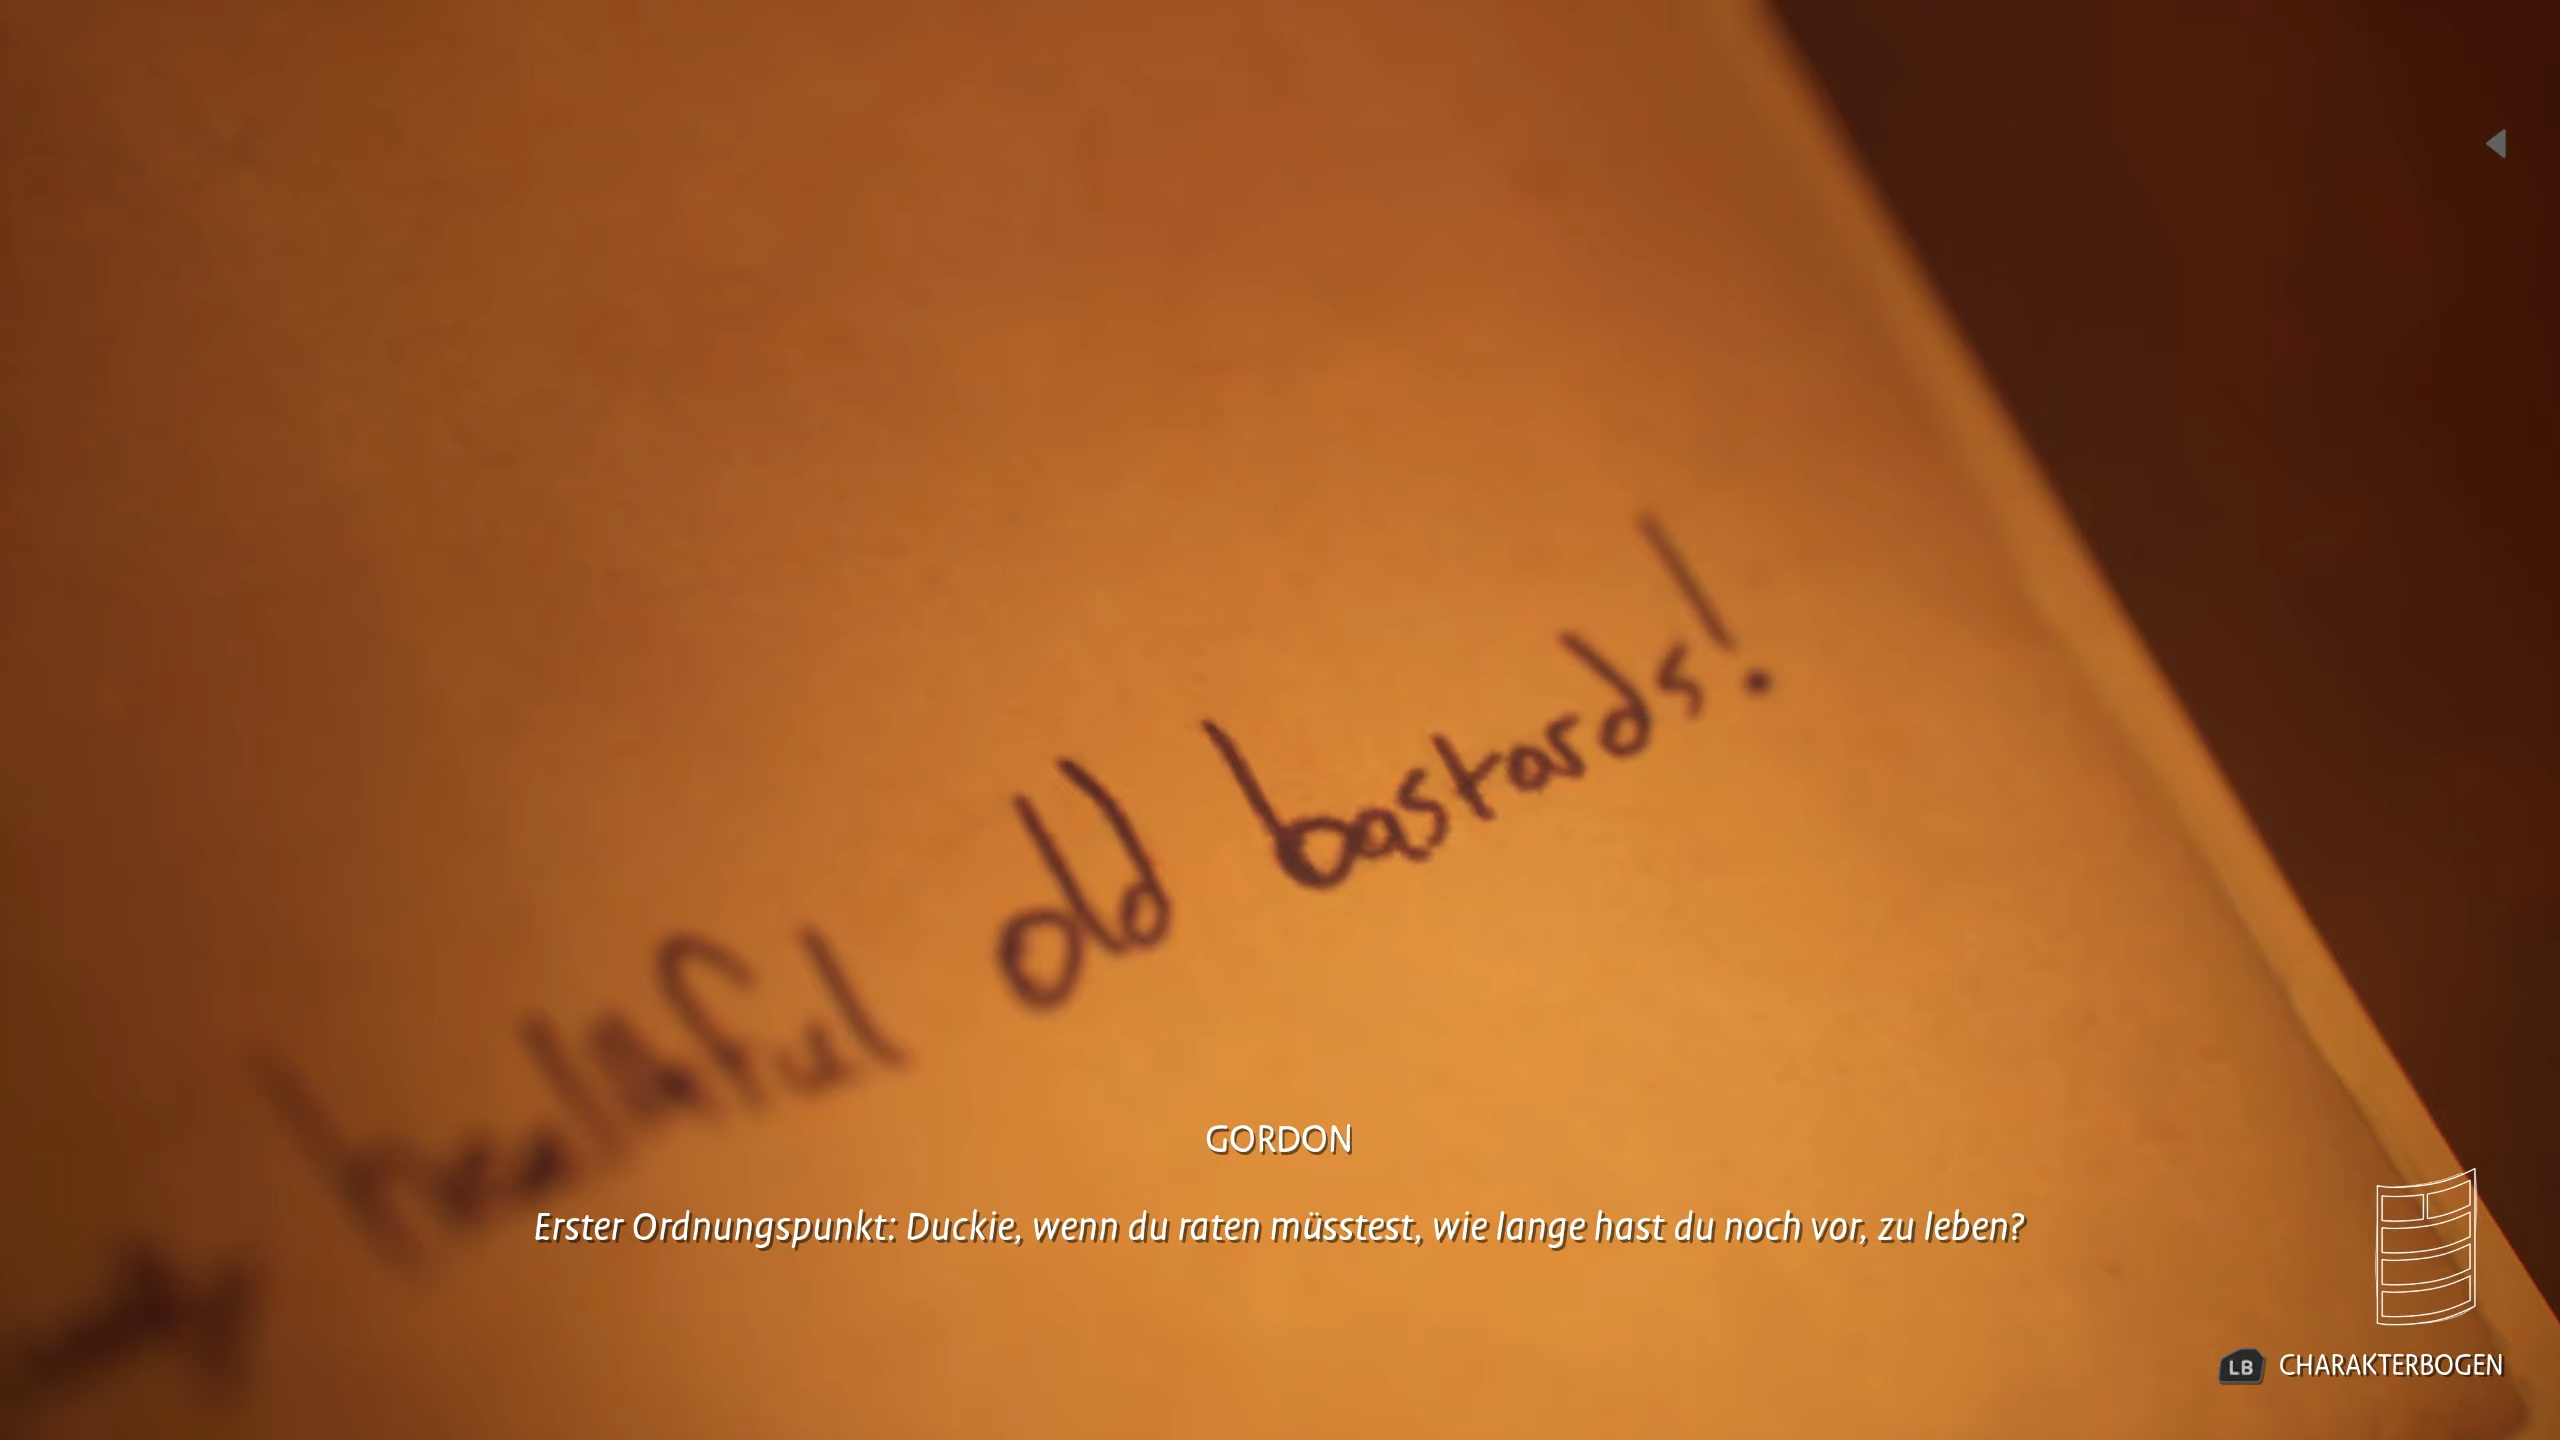 healthful old bastards!
GORDON
Erster Ordnungspunkt: Duckie, wenn du raten müsstest, wie lange hast du noch vor, zu leben?
LB CHARAKTERBOGEN